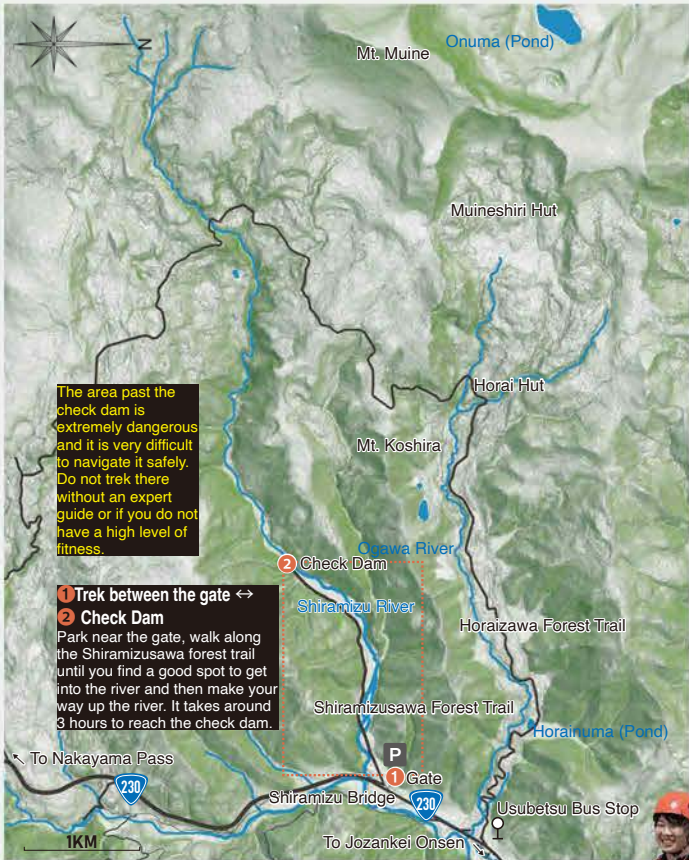 N
Onuma (Pond)
Mt. Muine
Muineshiri Hut
Horai Hut
The area past the
check dam is
extremely dangerous
and it is very difficult
to navigate it safely.
Do not trek there
without an expert
guide or if you do not
have a high level of
fitness.
Mt. Koshira
Ogawa River
2 Check Dam
1 Trek between the gate ↔
2 Check Dam
Park near the gate, walk along
the Shiramizusawa forest trail
until you find a good spot to get
into the river and then make your
way up the river. It takes around
3 hours to reach the check dam.
Shiramizu River
Horaizawa Forest Trail
Shiramizusawa Forest Trail
Horainuma (Pond)
To Nakayama Pass
P
1 Gate
230
Shiramizu Bridge
230
Usubetsu Bus Stop
1KM
To Jozankei Onsen